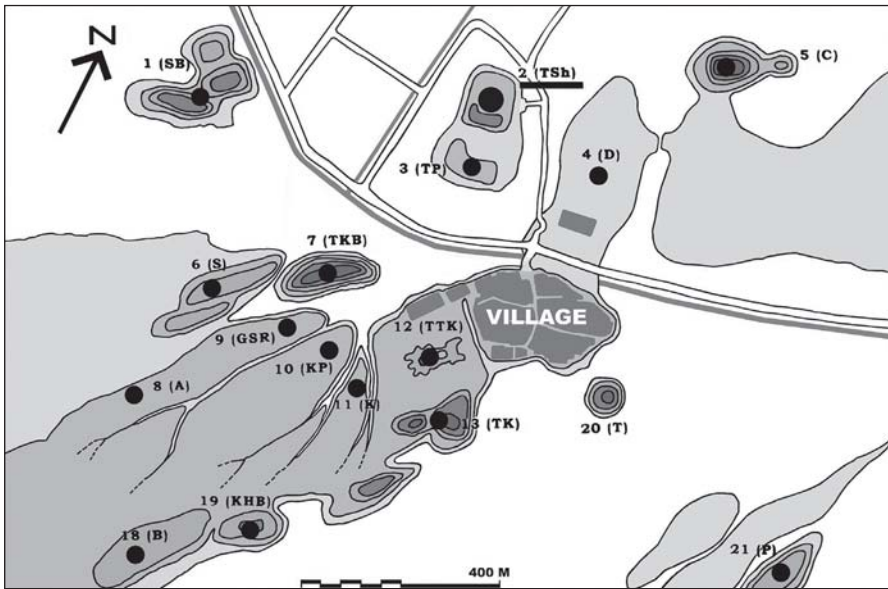 N
1 (SB)
2 (TSh)
5 (C)
3 (TP)
4 (D)
7 (TKB)
6 (S)
VILLAGE
12 (TTK)
9 (GSR)
10 (KP)
8 (A)
11 (K)
13 (TK)
20 (T)
19 (KHB)
18 (B)
21 (P)
400 M